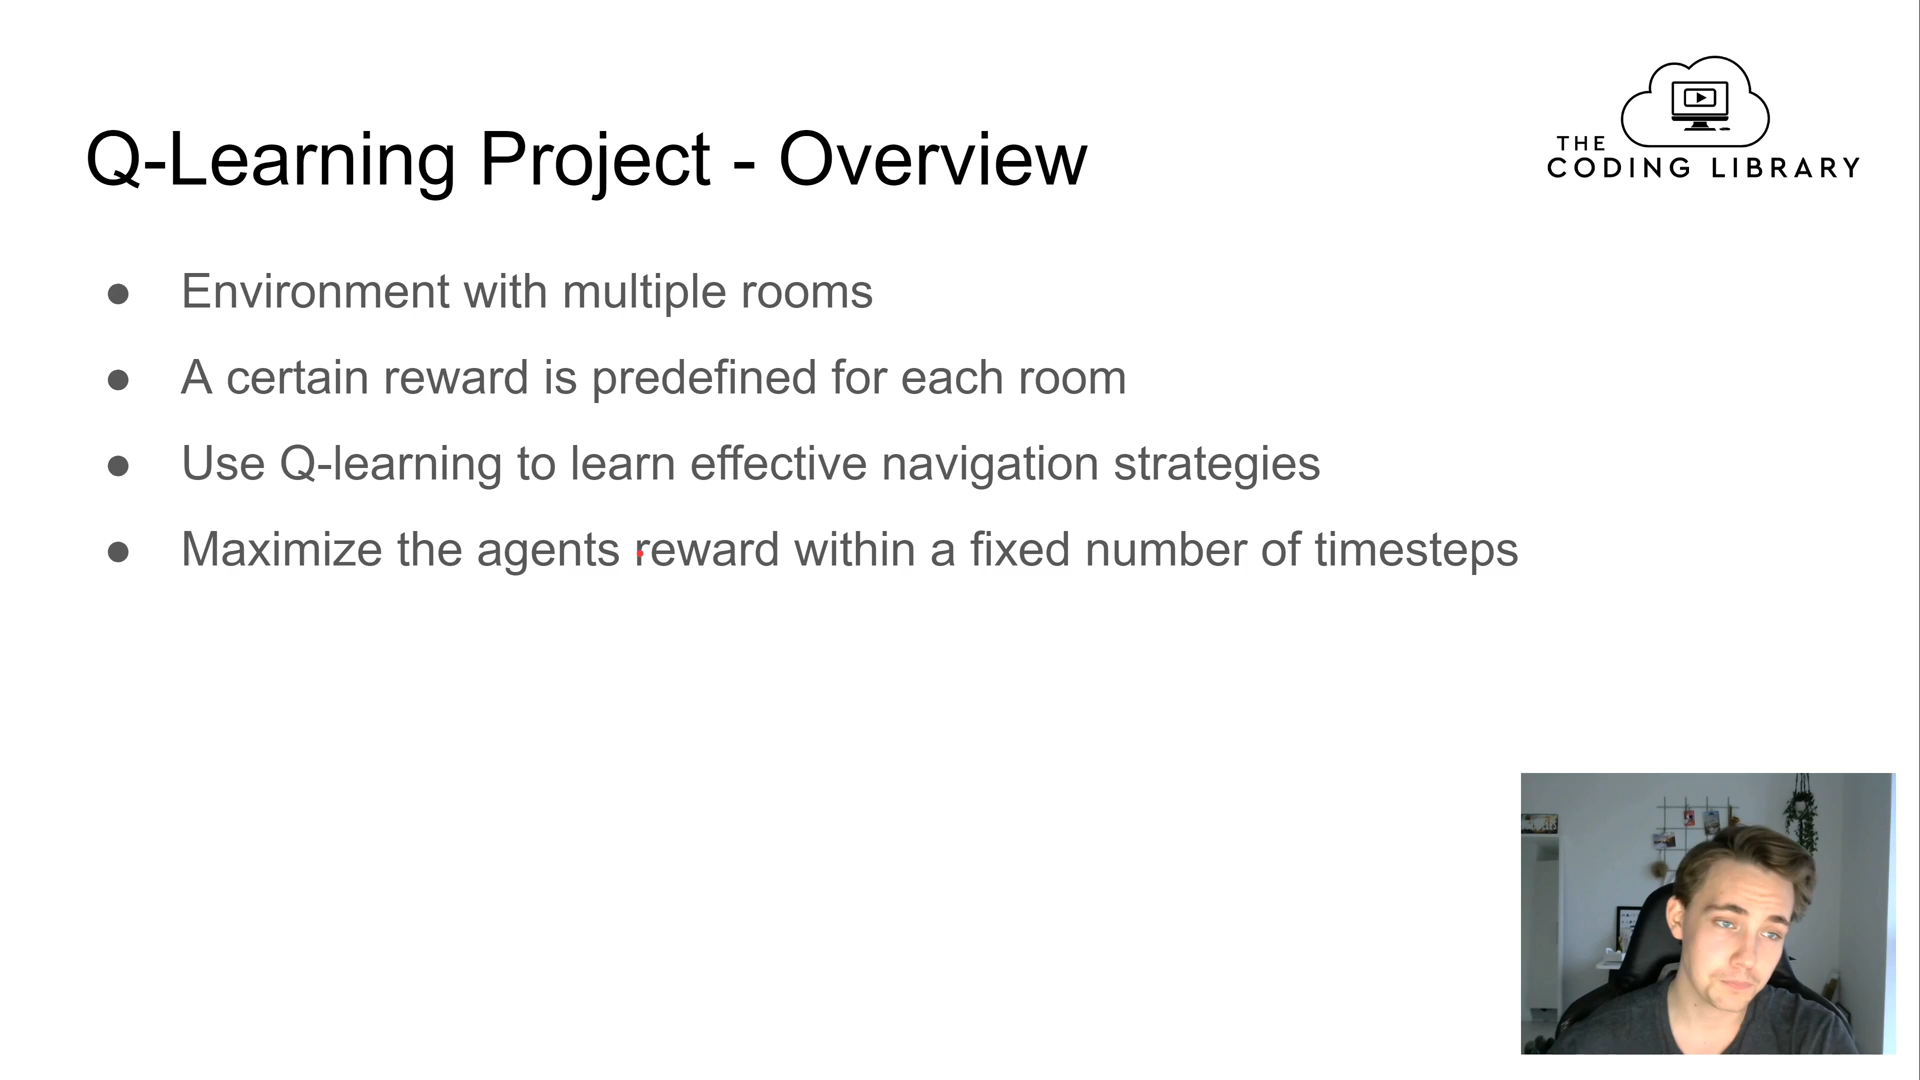 Q-Learning Project - Overview
THE
CODING LIBRARY
● Environment with multiple rooms
● A certain reward is predefined for each room
● Use Q-learning to learn effective navigation strategies
● Maximize the agents reward within a fixed number of timesteps